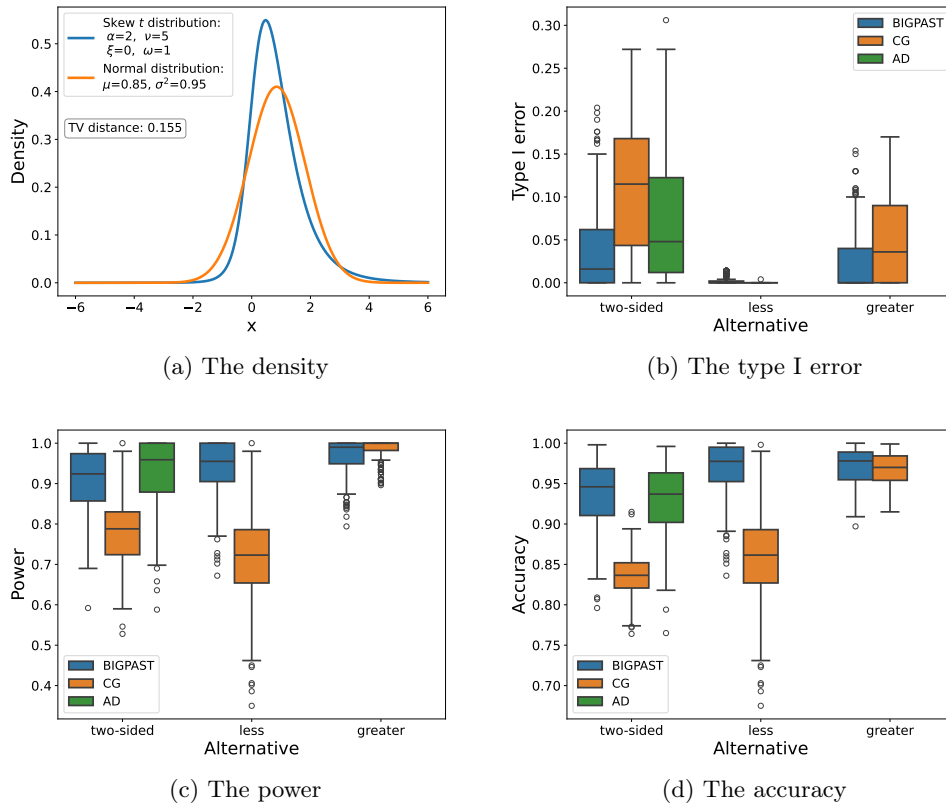 Skew t distribution:
α=2, ν=5
ξ=0, ω=1
Normal distribution:
μ=0.85, σ²=0.95
TV distance: 0.155
0.5
0.4
0.3
0.2
0.1
0.0
Density
−6 −4 −2 0 2 4 6
x
(a) The density
BIGPAST
CG
AD
0.30
0.25
0.20
0.15
0.10
0.05
0.00
Type I error
two-sided less greater
Alternative
(b) The type I error
1.0
0.9
0.8
0.7
0.6
0.5
0.4
Power
BIGPAST
CG
AD
two-sided less greater
Alternative
(c) The power
1.00
0.95
0.90
0.85
0.80
0.75
0.70
Accuracy
BIGPAST
CG
AD
two-sided less greater
Alternative
(d) The accuracy